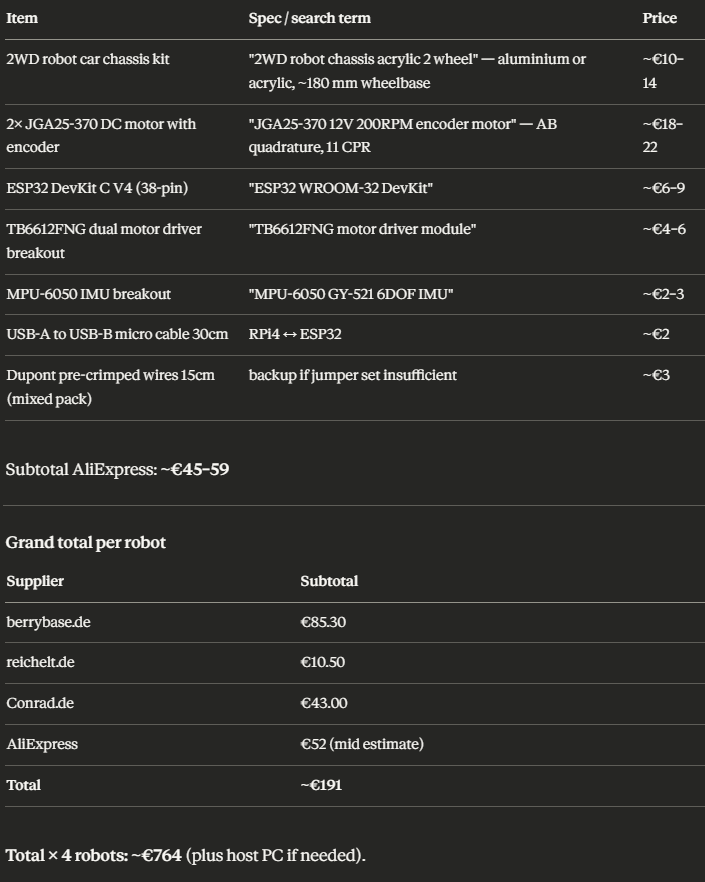 Item Spec / search term Price
2WD robot car chassis kit "2WD robot chassis acrylic 2 wheel" — aluminium or ~€10–
acrylic, ~180 mm wheelbase 14
2× JGA25-370 DC motor with "JGA25-370 12V 200RPM encoder motor" — AB ~€18–
encoder quadrature, 11 CPR 22
ESP32 DevKit C V4 (38-pin) "ESP32 WROOM-32 DevKit" ~€6–9
TB6612FNG dual motor driver "TB6612FNG motor driver module" ~€4–6
breakout
MPU-6050 IMU breakout "MPU-6050 GY-521 6DOF IMU" ~€2–3
USB-A to USB-B micro cable 30cm RPi4 ↔ ESP32 ~€2
Dupont pre-crimped wires 15cm backup if jumper set insufficient ~€3
(mixed pack)
Subtotal AliExpress: ~€45–59
Grand total per robot
Supplier Subtotal
berrybase.de €85.30
reichelt.de €10.50
Conrad.de €43.00
AliExpress €52 (mid estimate)
Total ~€191
Total × 4 robots: ~€764 (plus host PC if needed).